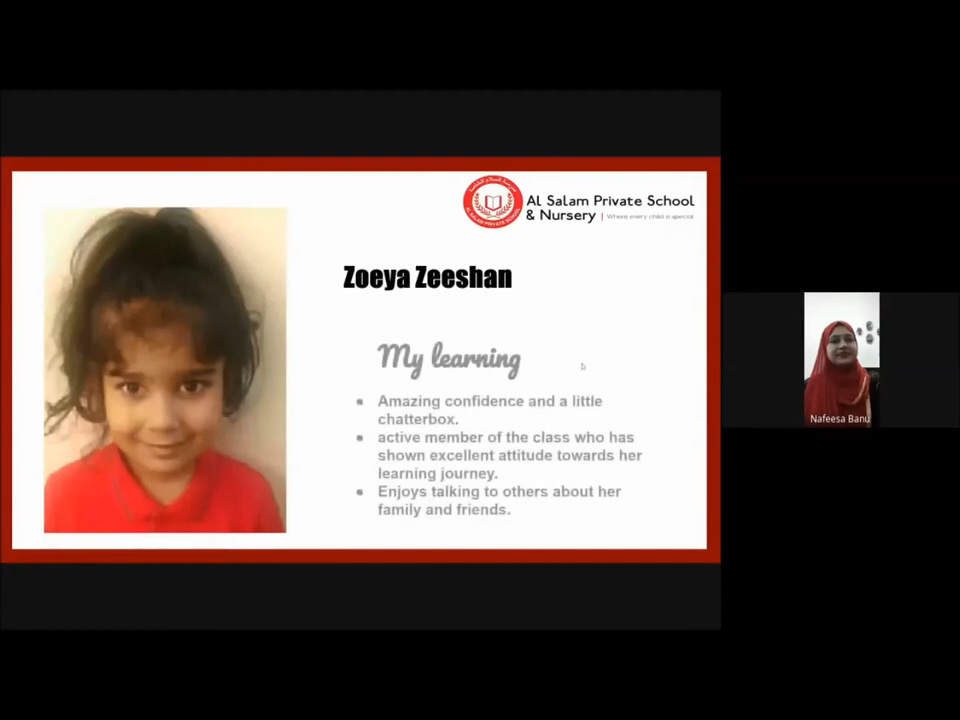 Al Salam Private School
& Nursery | Where every child is special
Zoeya Zeeshan
My learning
Amazing confidence and a little
chatterbox.
active member of the class who has
shown excellent attitude towards her
learning journey.
Enjoys talking to others about her
family and friends.
Nafeesa Banu